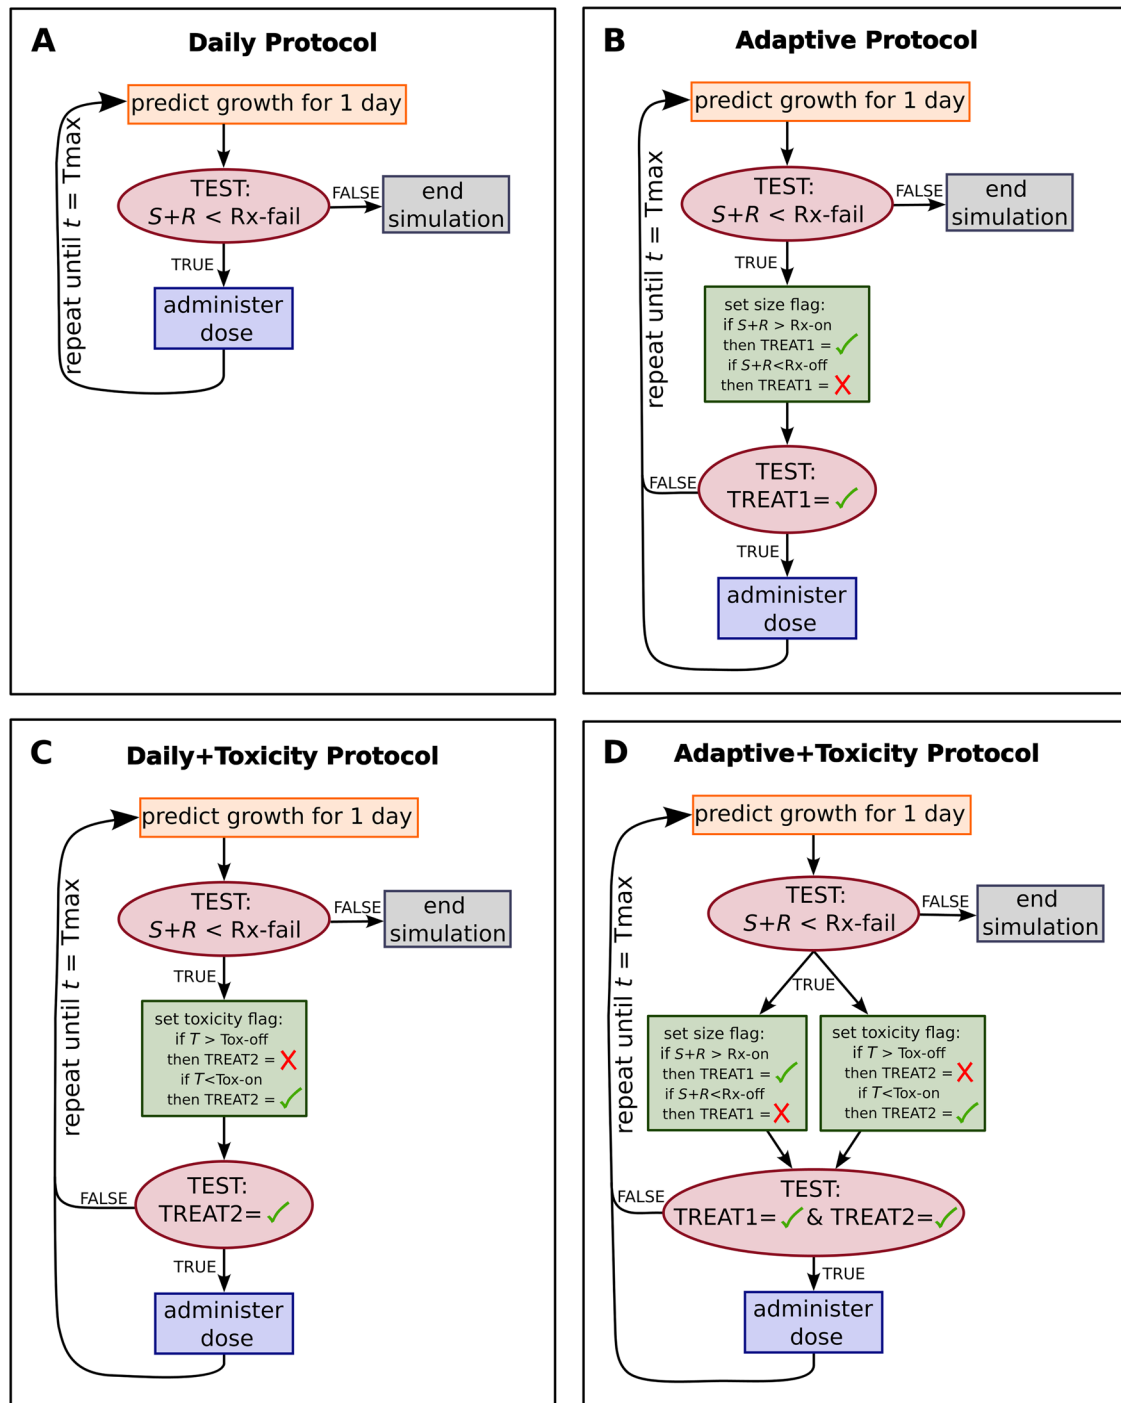 A
Daily Protocol
predict growth for 1 day
TEST:
S+R < Rx-fail
FALSE
end
simulation
TRUE
administer
dose
repeat until t = Tmax
B
Adaptive Protocol
predict growth for 1 day
TEST:
S+R < Rx-fail
FALSE
end
simulation
TRUE
set size flag:
if S+R > Rx-on
then TREAT1 = ✓
if S+R<Rx-off
then TREAT1 = X
TEST:
TREAT1= ✓
FALSE
TRUE
administer
dose
repeat until t = Tmax
C
Daily+Toxicity Protocol
predict growth for 1 day
TEST:
S+R < Rx-fail
FALSE
end
simulation
TRUE
set toxicity flag:
if T > Tox-off
then TREAT2 = X
if T<Tox-on
then TREAT2 = ✓
TEST:
TREAT2= ✓
FALSE
TRUE
administer
dose
repeat until t = Tmax
D
Adaptive+Toxicity Protocol
predict growth for 1 day
TEST:
S+R < Rx-fail
FALSE
end
simulation
TRUE
set size flag:
if S+R > Rx-on
then TREAT1 = ✓
if S+R<Rx-off
then TREAT1 = X
set toxicity flag:
if T > Tox-off
then TREAT2 = X
if T<Tox-on
then TREAT2 = ✓
TEST:
TREAT1= ✓ & TREAT2= ✓
FALSE
TRUE
administer
dose
repeat until t = Tmax